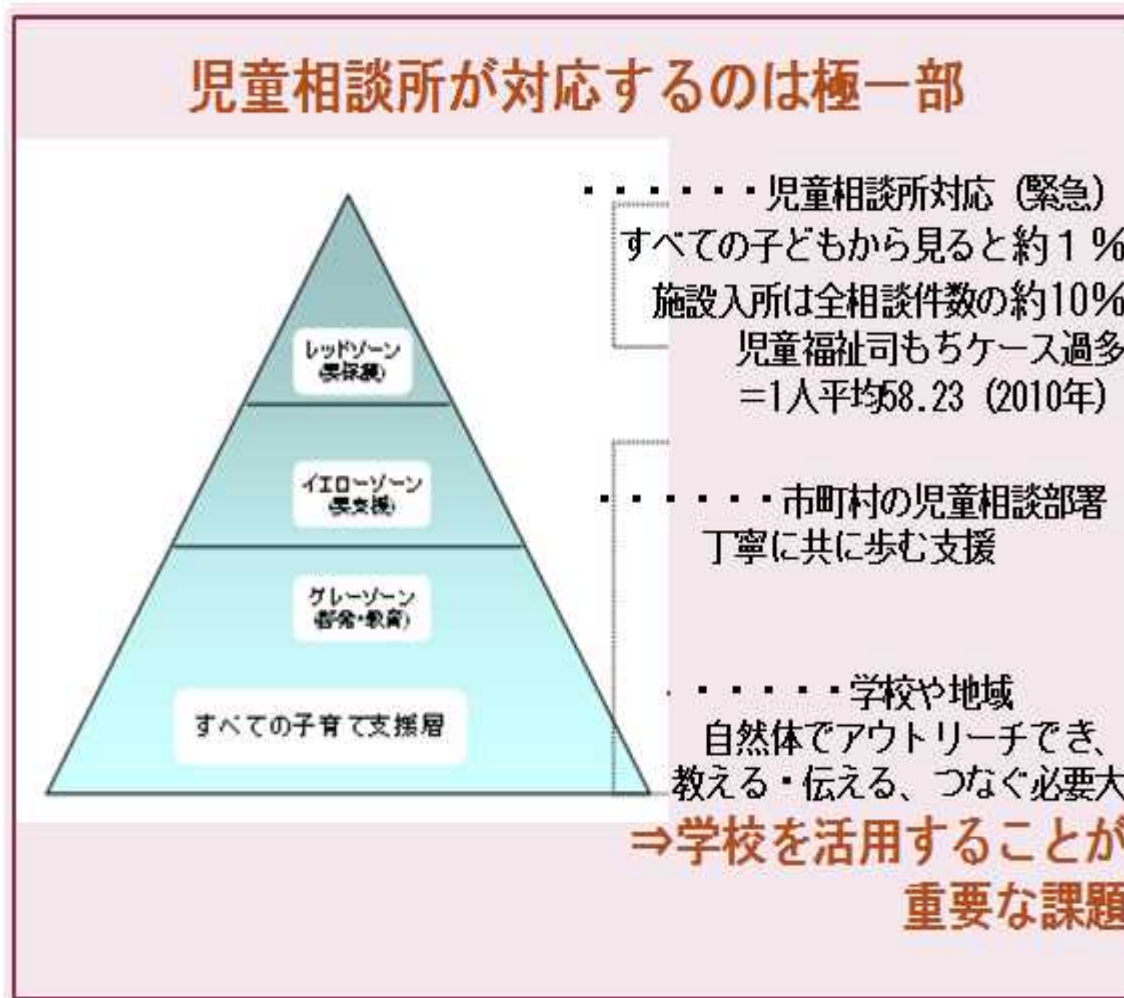 児童相談所が対応するのは極一部
・・・・・・児童相談所対応（緊急）
すべての子どもから見ると約１％
施設入所は全相談件数の約10%
児童福祉司もちケース過多
＝1人平均58.23（2010年）
レッドゾーン
(要保護)
イエローゾーン
(要支援)
・・・・・・市町村の児童相談部署
丁寧に共に歩む支援
グレーゾーン
(啓発・教育)
すべての子育て支援層
・・・・・・学校や地域
自然体でアウトリーチでき、
教える・伝える、つなぐ必要大
⇒学校を活用することが
重要な課題